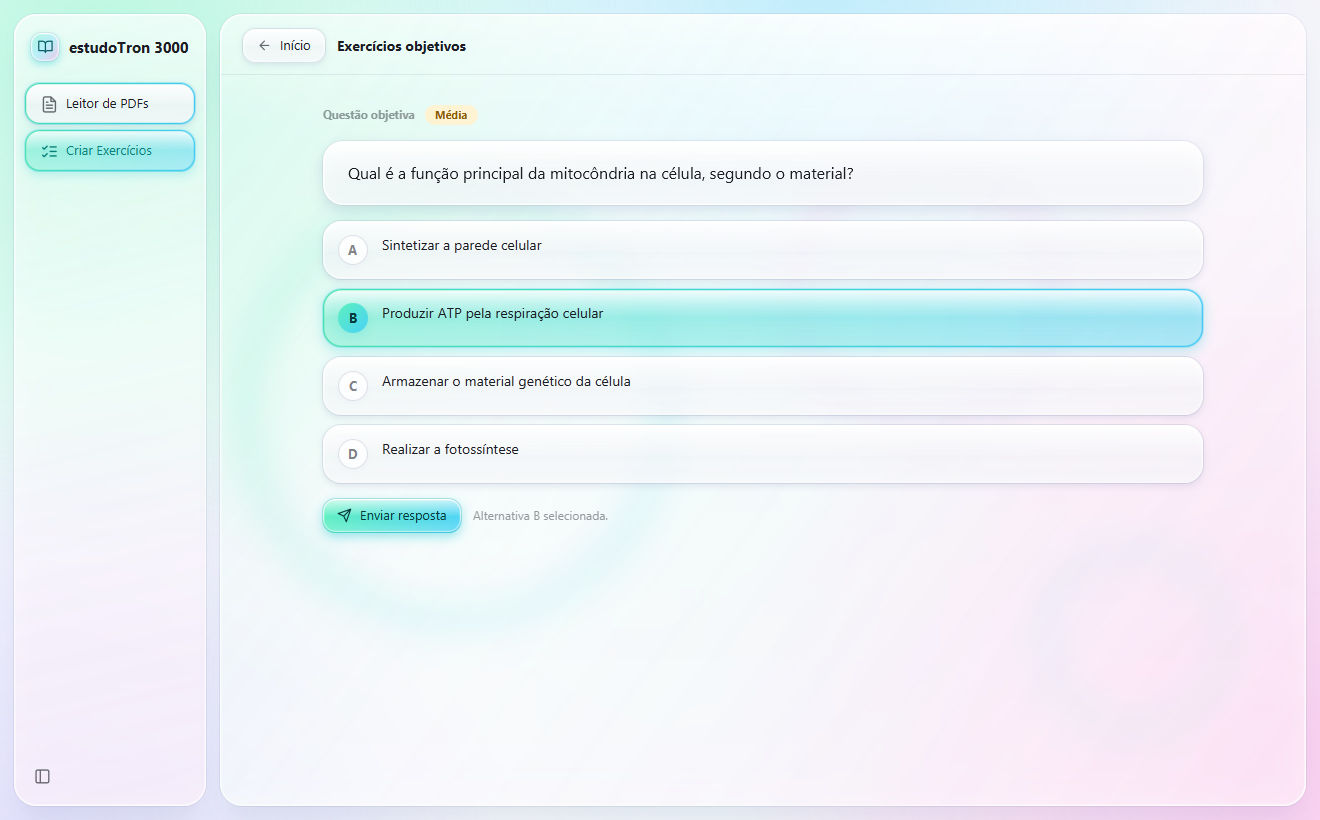 estudoTron 3000
Leitor de PDFs
Criar Exercícios
Início
Exercícios objetivos
Questão objetiva
Média
Qual é a função principal da mitocôndria na célula, segundo o material?
A
Sintetizar a parede celular
B
Produzir ATP pela respiração celular
C
Armazenar o material genético da célula
D
Realizar a fotossíntese
Enviar resposta
Alternativa B selecionada.